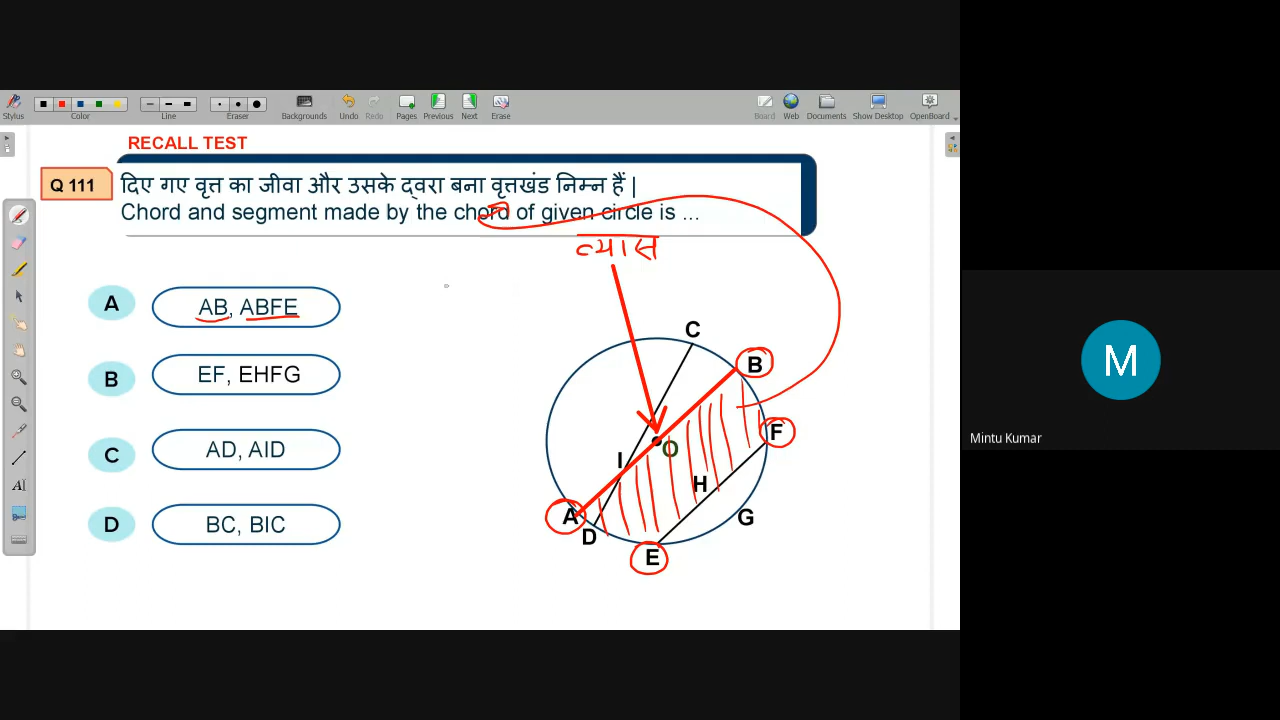 Stylus
Color
Line
Eraser
Backgrounds
Undo
Redo
Pages
Previous
Next
Erase
Board
Web
Documents
Show Desktop
OpenBoard
RECALL TEST
Q 111
दिए गए वृत्त का जीवा और उसके द्वारा बना वृत्तखंड निम्न हैं |
Chord and segment made by the chord of given circle is ...
व्यास
A
AB, ABFE
B
EF, EHFG
C
AD, AID
D
BC, BIC
C
B
F
O
I
H
A
D
G
E
M
Mintu Kumar